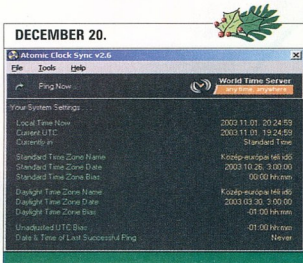 DECEMBER 20.
Atomic Clock Sync v2.6
File Tools Help
Ping Now...
World Time Server
any time, anywhere
Your System Settings...
Local Time Now 2003.11.01. 20:24:59
Current UTC 2003.11.01. 19:24:59
Currently in Standard Time
Standard Time Zone Name Közép-európai téli idő
Standard Time Zone Date 2003.10.26. 3:00:00
Standard Time Zone Bias 00:00 hh:mm
Daylight Time Zone Name Közép-európai téli idő
Daylight Time Zone Date 2003.03.30. 3:00:00
Daylight Time Zone Bias -01:00 hh:mm
Unadjusted UTC Bias -01:00 hh:mm
Date & Time of Last Successful Ping Never